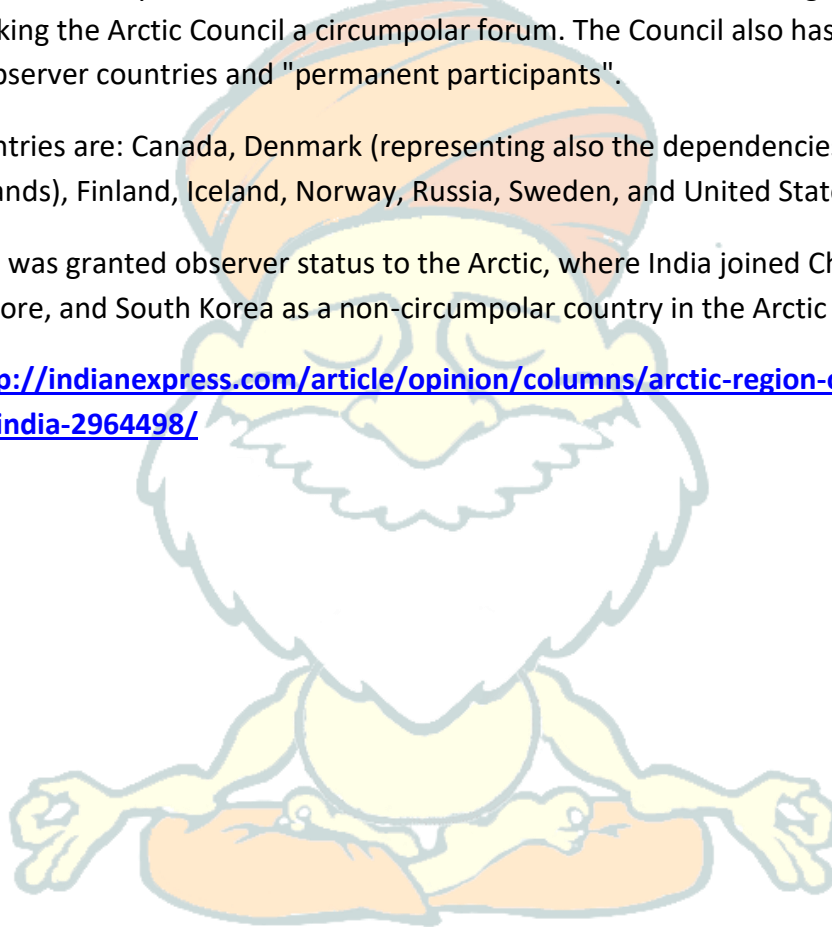 king the Arctic Council a circumpolar forum. The Council also has
bserver countries and "permanent participants".
ntries are: Canada, Denmark (representing also the dependencies
ands), Finland, Iceland, Norway, Russia, Sweden, and United Stat
was granted observer status to the Arctic, where India joined Ch
ore, and South Korea as a non-circumpolar country in the Arctic
p://indianexpress.com/article/opinion/columns/arctic-region-e
india-2964498/